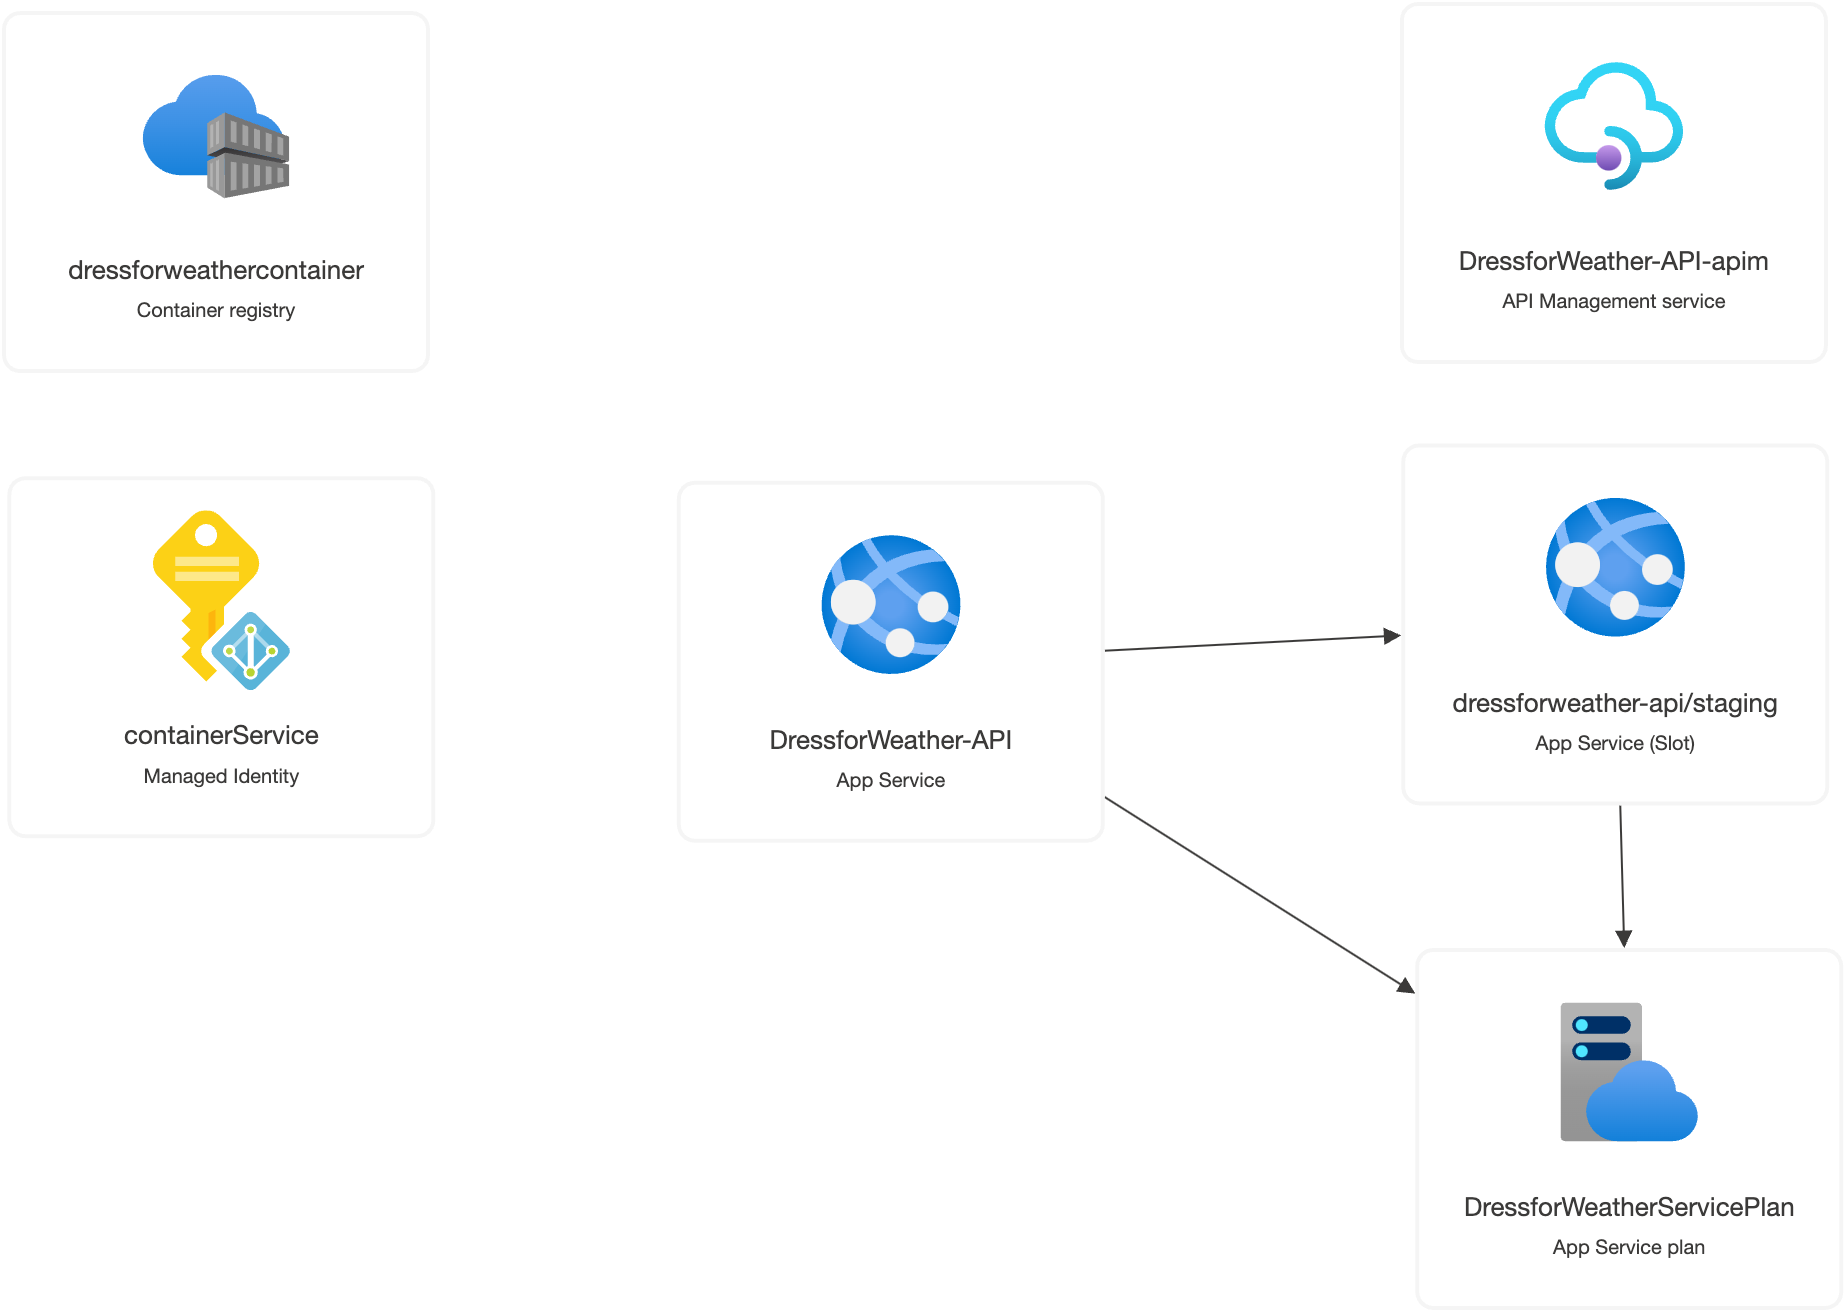 dressforweathercontainer
Container registry
DressforWeather-API-apim
API Management service
containerService
Managed Identity
DressforWeather-API
App Service
dressforweather-api/staging
App Service (Slot)
DressforWeatherServicePlan
App Service plan